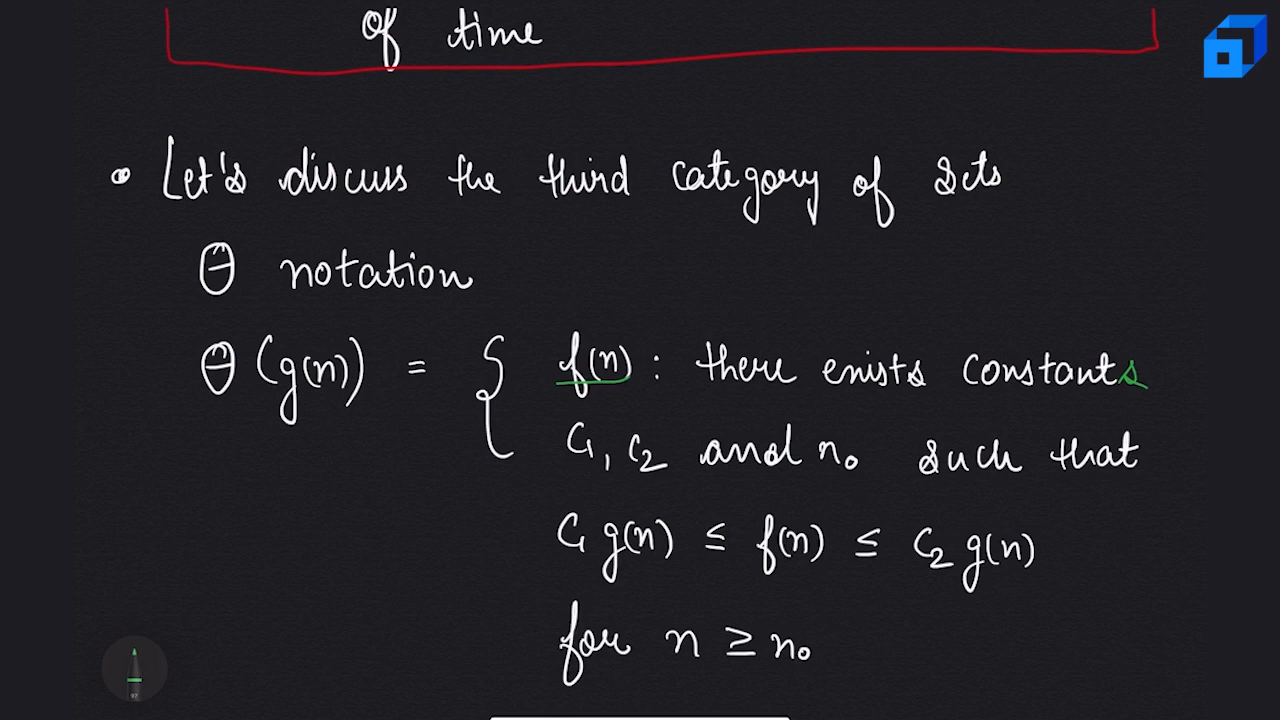 of time
• Let's discuss the third category of sets
θ notation
θ (g(n)) = { f(n) : there exists constants
C₁, C₂ and n₀ such that
C₁ g(n) ≤ f(n) ≤ C₂ g(n)
for n ≥ n₀
97